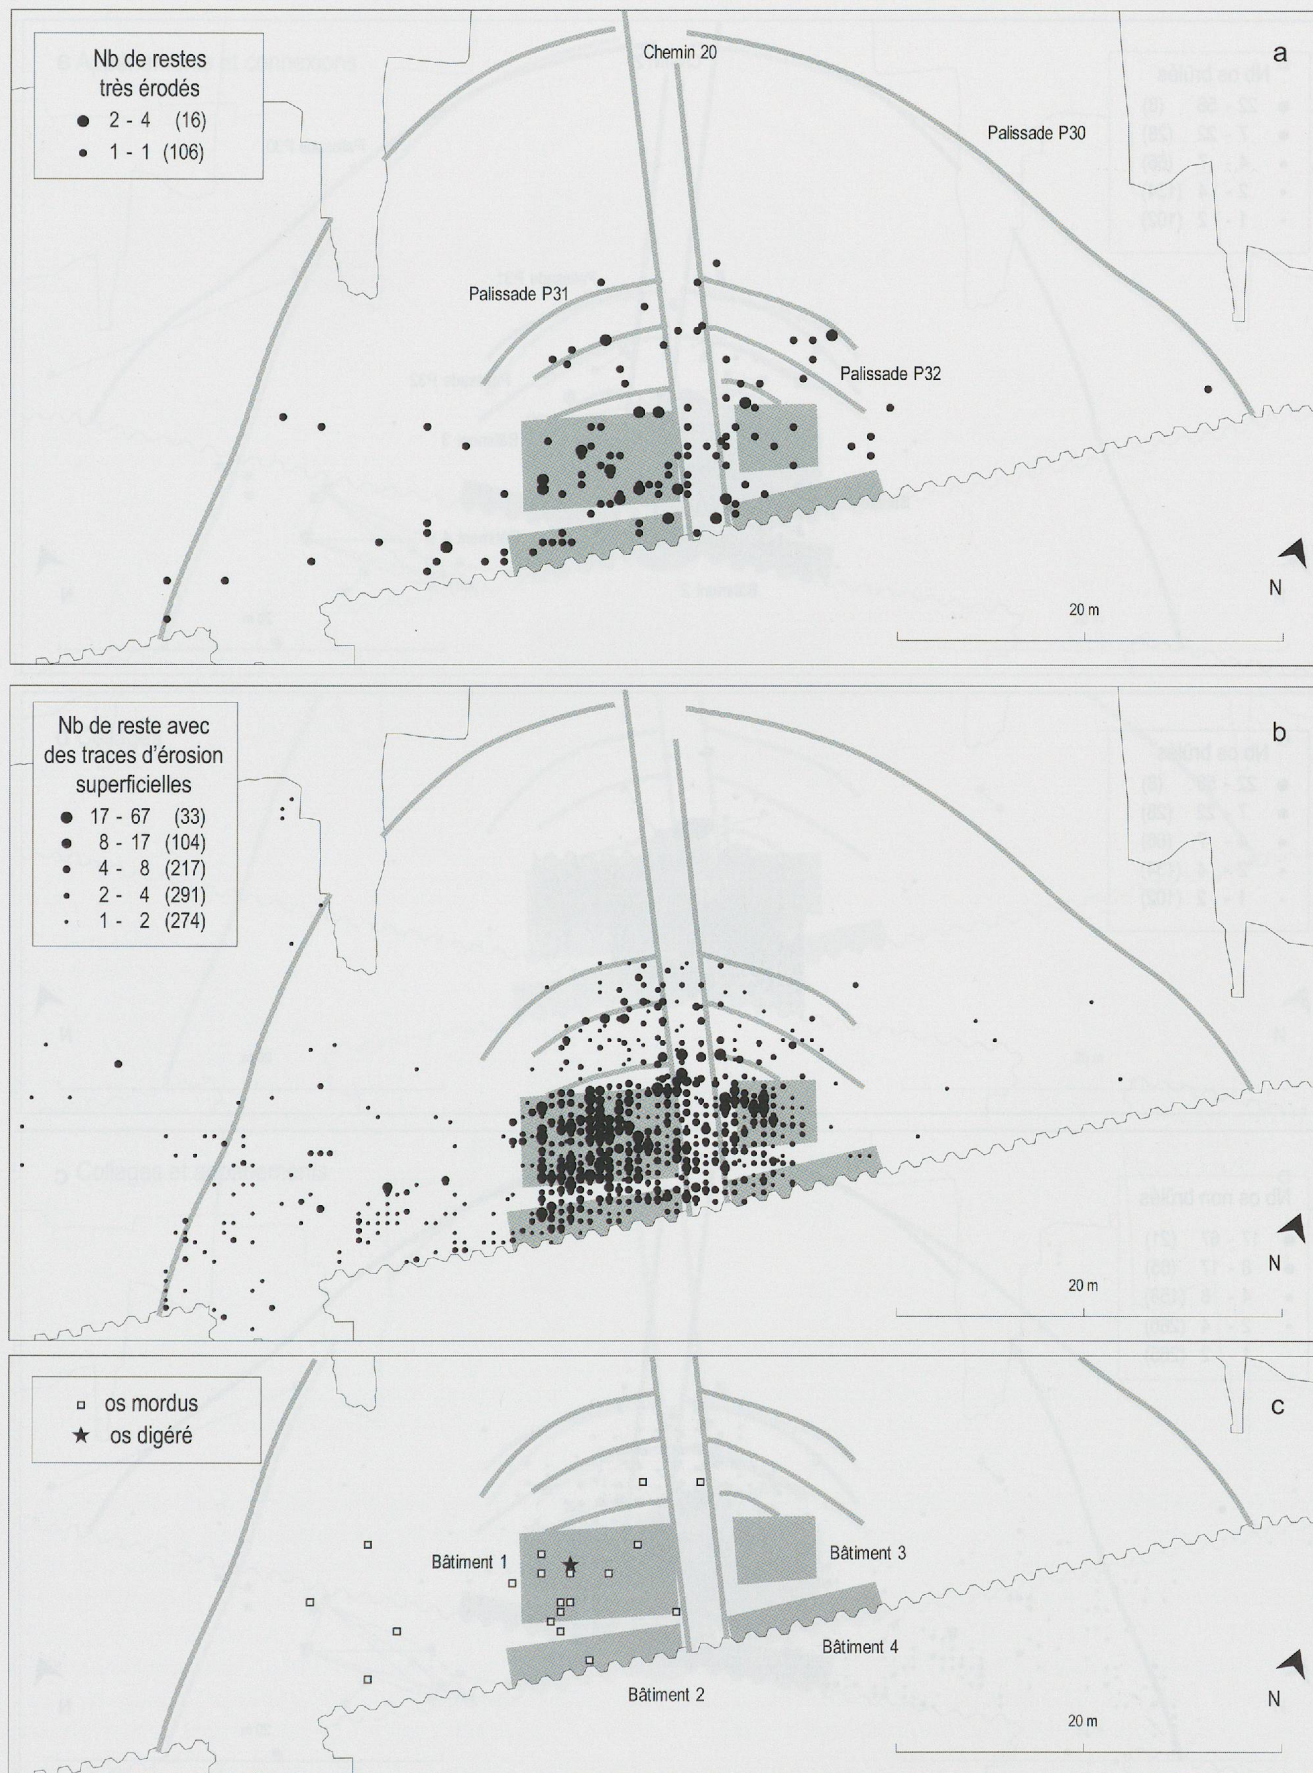 a
Nb de restes
très érodés
2 - 4 (16)
1 - 1 (106)
Chemin 20
Palissade P30
Palissade P31
Palissade P32
N
20 m
b
Nb de reste avec
des traces d'érosion
superficielles
17 - 67 (33)
8 - 17 (104)
4 - 8 (217)
2 - 4 (291)
1 - 2 (274)
N
20 m
c
os mordus
os digéré
Bâtiment 1
Bâtiment 3
Bâtiment 4
Bâtiment 2
N
20 m